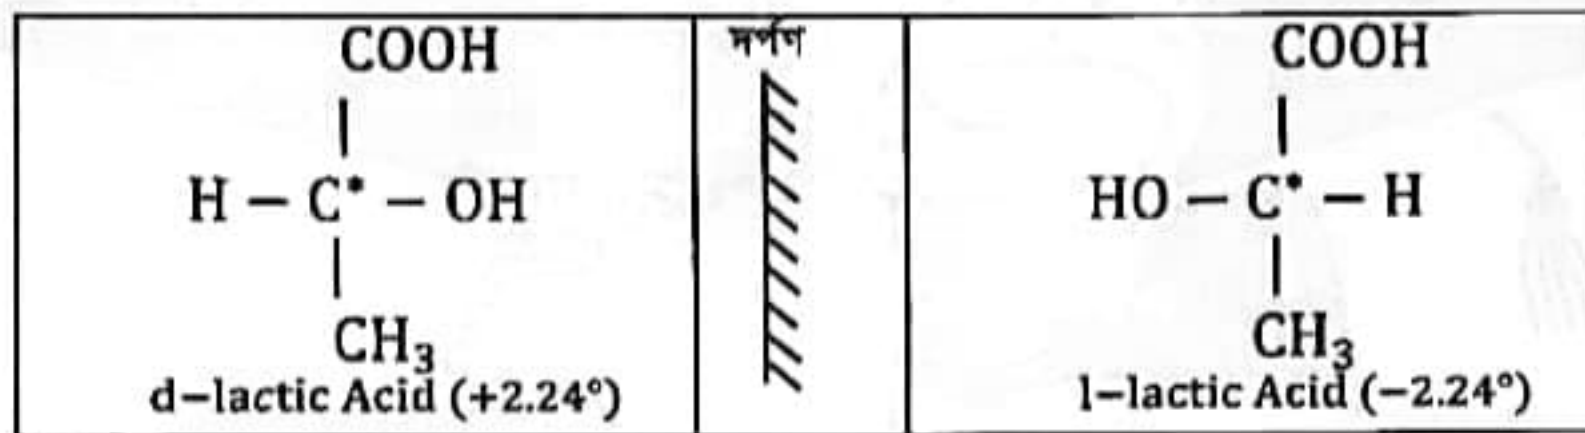 COOH
|
H – C* – OH
|
CH₃
d–lactic Acid (+2.24°)
দর্পণ
COOH
|
HO – C* – H
|
CH₃
l–lactic Acid (−2.24°)